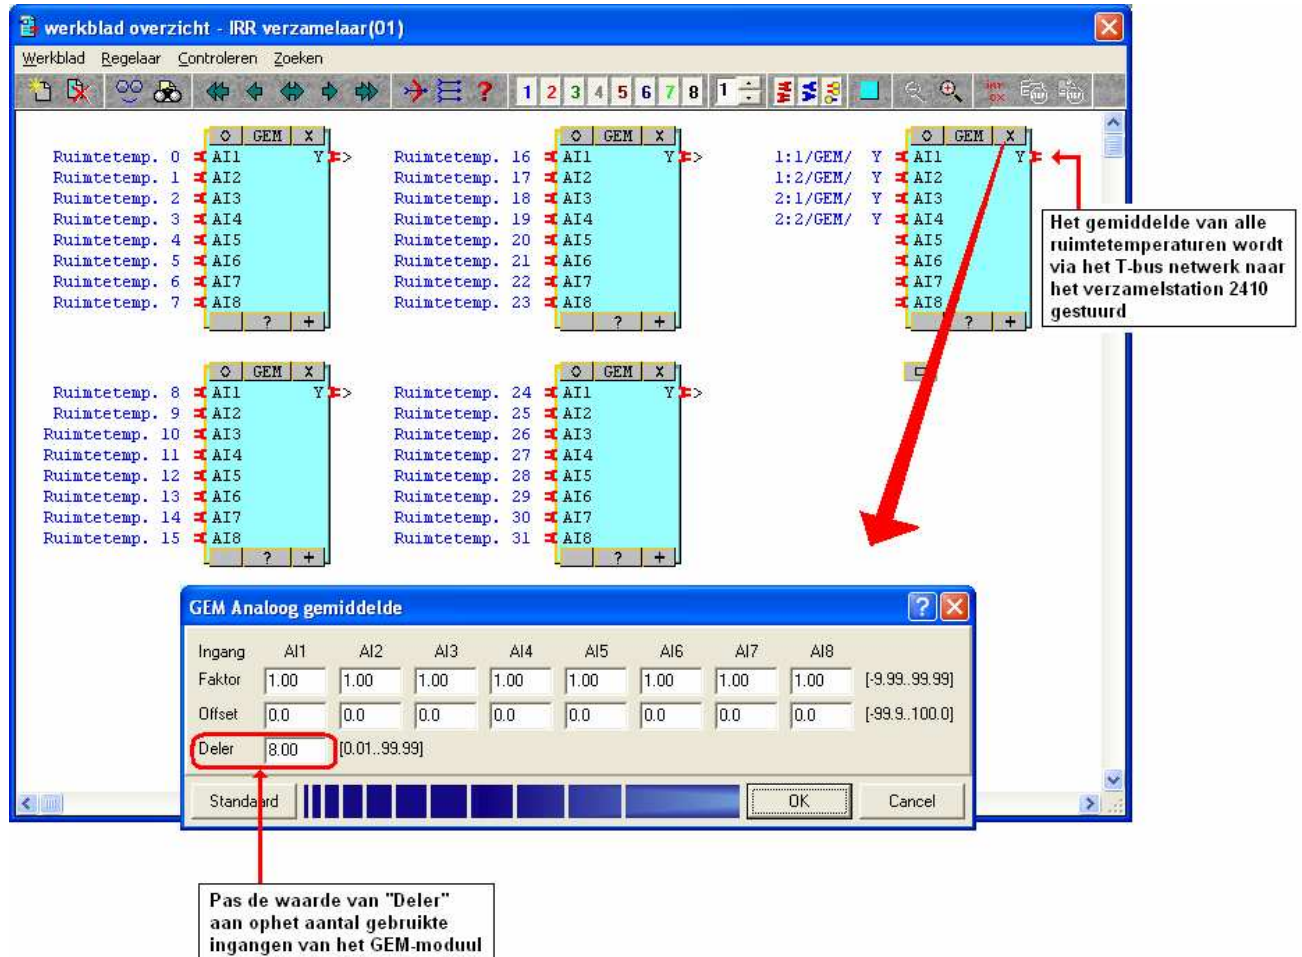 werkblad overzicht - IRR verzamelaar(01)
Werkblad Regelaar Controleren Zoeken
1 2 3 4 5 6 7 8 1
GEM X
Ruimtetemp. 0 AI1 Y >
Ruimtetemp. 1 AI2
Ruimtetemp. 2 AI3
Ruimtetemp. 3 AI4
Ruimtetemp. 4 AI5
Ruimtetemp. 5 AI6
Ruimtetemp. 6 AI7
Ruimtetemp. 7 AI8
? +
GEM X
Ruimtetemp. 16 AI1 Y >
Ruimtetemp. 17 AI2
Ruimtetemp. 18 AI3
Ruimtetemp. 19 AI4
Ruimtetemp. 20 AI5
Ruimtetemp. 21 AI6
Ruimtetemp. 22 AI7
Ruimtetemp. 23 AI8
? +
GEM X
1:1/GEM/ Y AI1 Y
1:2/GEM/ Y AI2
2:1/GEM/ Y AI3
2:2/GEM/ Y AI4
AI5
AI6
AI7
AI8
? +
Het gemiddelde van alle
ruimtetemperaturen wordt
via het T-bus netwerk naar
het verzamelstation 2410
gestuurd
GEM X
Ruimtetemp. 8 AI1 Y >
Ruimtetemp. 9 AI2
Ruimtetemp. 10 AI3
Ruimtetemp. 11 AI4
Ruimtetemp. 12 AI5
Ruimtetemp. 13 AI6
Ruimtetemp. 14 AI7
Ruimtetemp. 15 AI8
? +
GEM X
Ruimtetemp. 24 AI1 Y >
Ruimtetemp. 25 AI2
Ruimtetemp. 26 AI3
Ruimtetemp. 27 AI4
Ruimtetemp. 28 AI5
Ruimtetemp. 29 AI6
Ruimtetemp. 30 AI7
Ruimtetemp. 31 AI8
? +
GEM Analoog gemiddelde
Ingang AI1 AI2 AI3 AI4 AI5 AI6 AI7 AI8
Faktor 1.00 1.00 1.00 1.00 1.00 1.00 1.00 1.00 [-9.99..99.99]
Offset 0.0 0.0 0.0 0.0 0.0 0.0 0.0 0.0 [-99.9..100.0]
Deler 8.00 [0.01..99.99]
Standaard OK Cancel
Pas de waarde van "Deler"
aan ophet aantal gebruikte
ingangen van het GEM-moduul